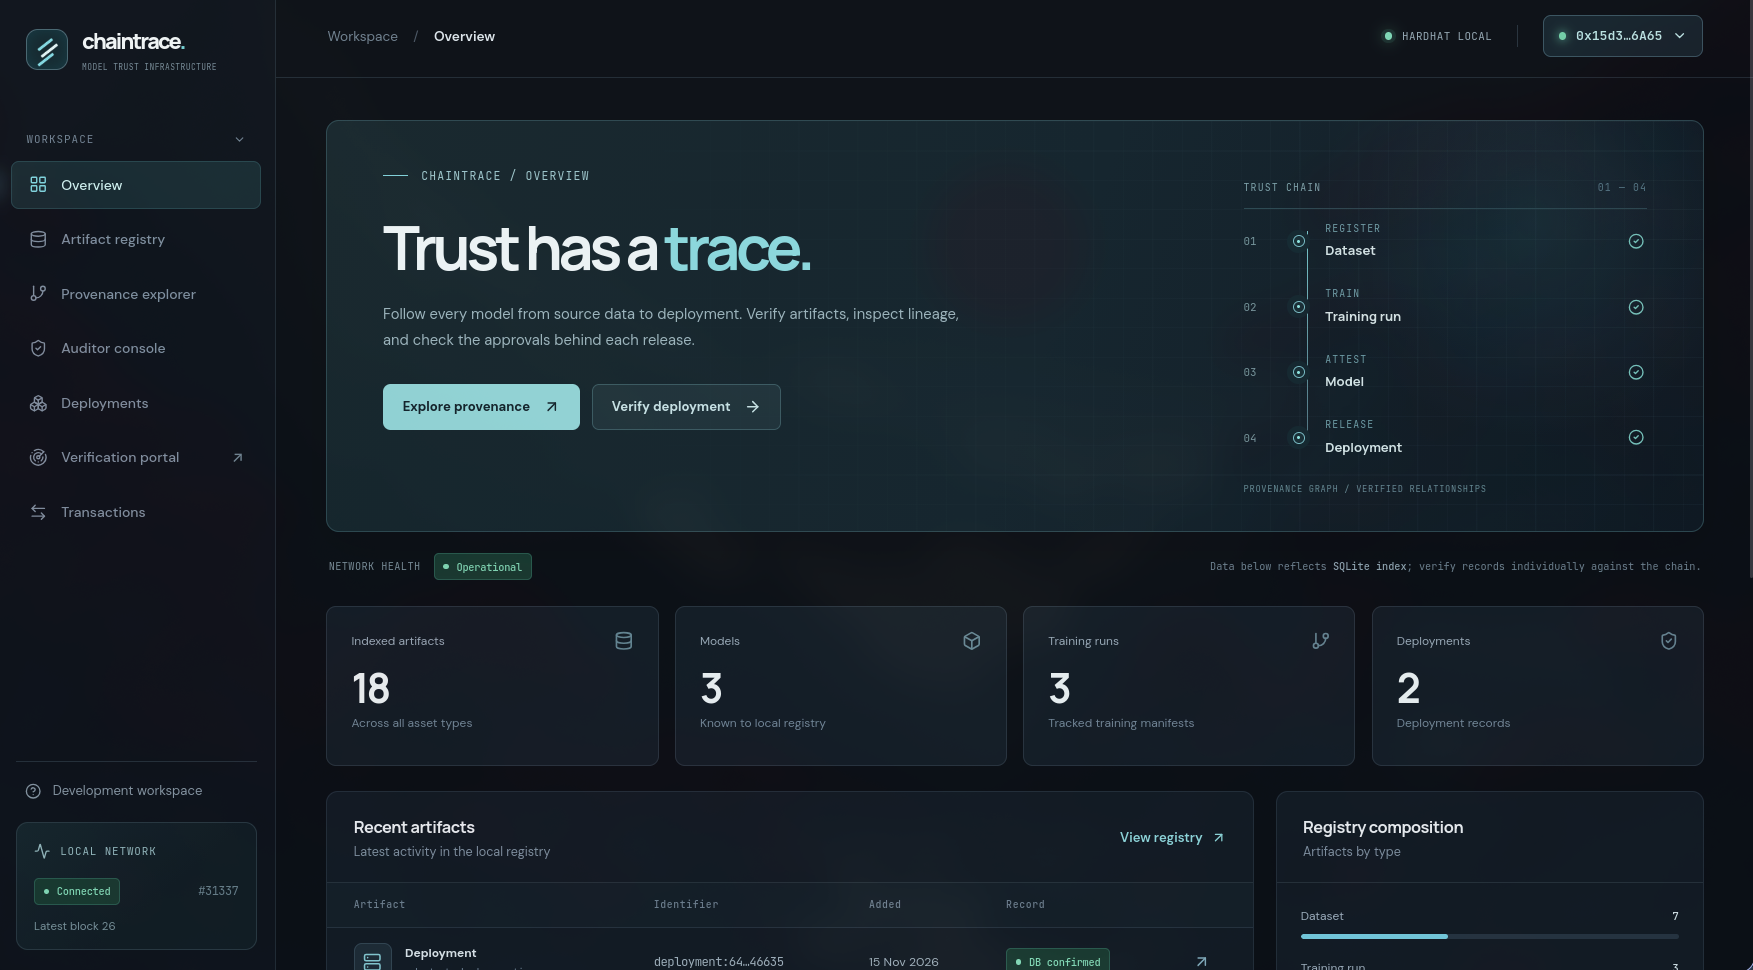 chaintrace.
MODEL TRUST INFRASTRUCTURE
WORKSPACE
Overview
Artifact registry
Provenance explorer
Auditor console
Deployments
Verification portal
Transactions
Development workspace
LOCAL NETWORK
Connected #31337
Latest block 26
Workspace / Overview
HARDHAT LOCAL
0x15d3…6A65
CHAINTRACE / OVERVIEW
Trust has a trace.
Follow every model from source data to deployment. Verify artifacts, inspect lineage,
and check the approvals behind each release.
Explore provenance
Verify deployment
TRUST CHAIN 01 — 04
01 REGISTER
Dataset
02 TRAIN
Training run
03 ATTEST
Model
04 RELEASE
Deployment
PROVENANCE GRAPH / VERIFIED RELATIONSHIPS
NETWORK HEALTH Operational
Data below reflects SQLite index; verify records individually against the chain.
Indexed artifacts
18
Across all asset types
Models
3
Known to local registry
Training runs
3
Tracked training manifests
Deployments
2
Deployment records
Recent artifacts
Latest activity in the local registry
View registry
Artifact Identifier Added Record
Deployment
deployment:64…46635 15 Nov 2026 DB confirmed
Registry composition
Artifacts by type
Dataset 7
Training run 3